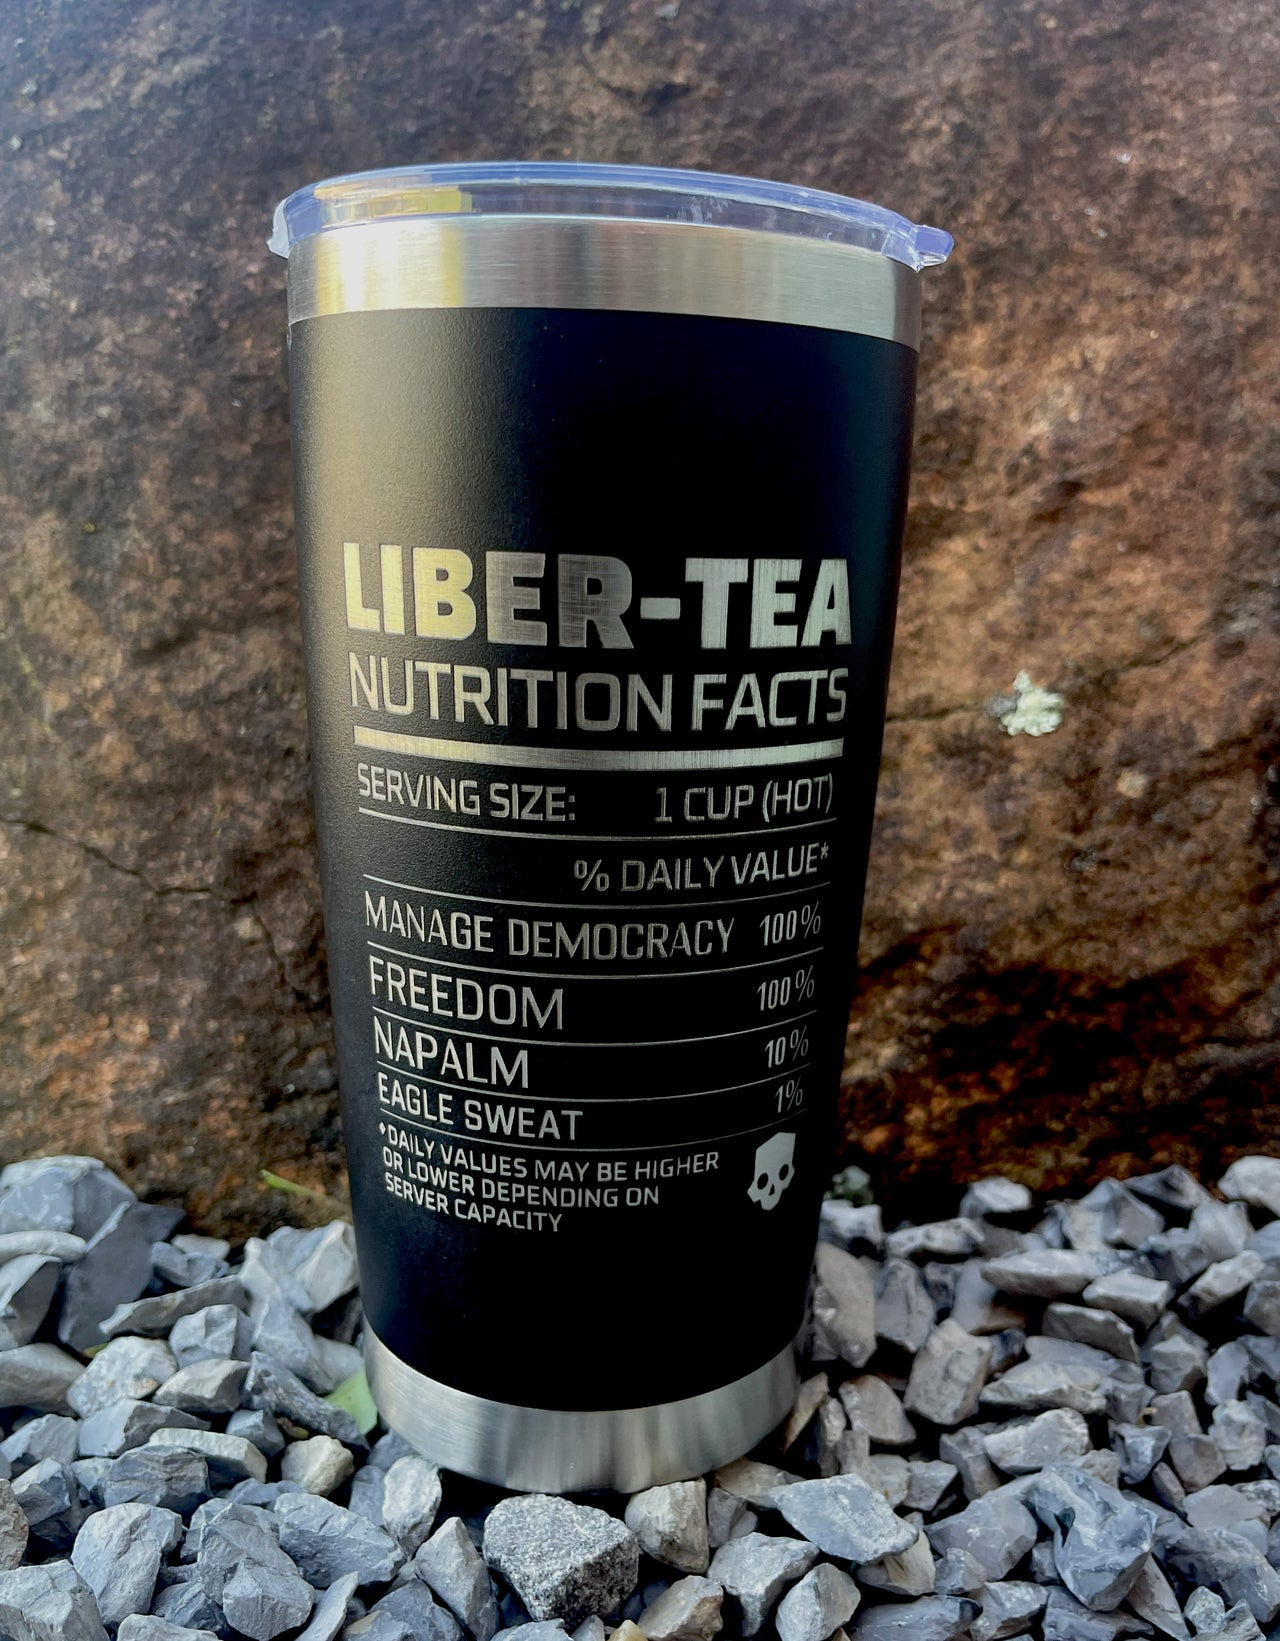 LIBER-TEA
NUTRITION FACTS
SERVING SIZE: 1 CUP (HOT)
% DAILY VALUE*
MANAGE DEMOCRACY 100%
FREEDOM 100%
NAPALM 10%
EAGLE SWEAT 1%
*DAILY VALUES MAY BE HIGHER
OR LOWER DEPENDING ON
SERVER CAPACITY